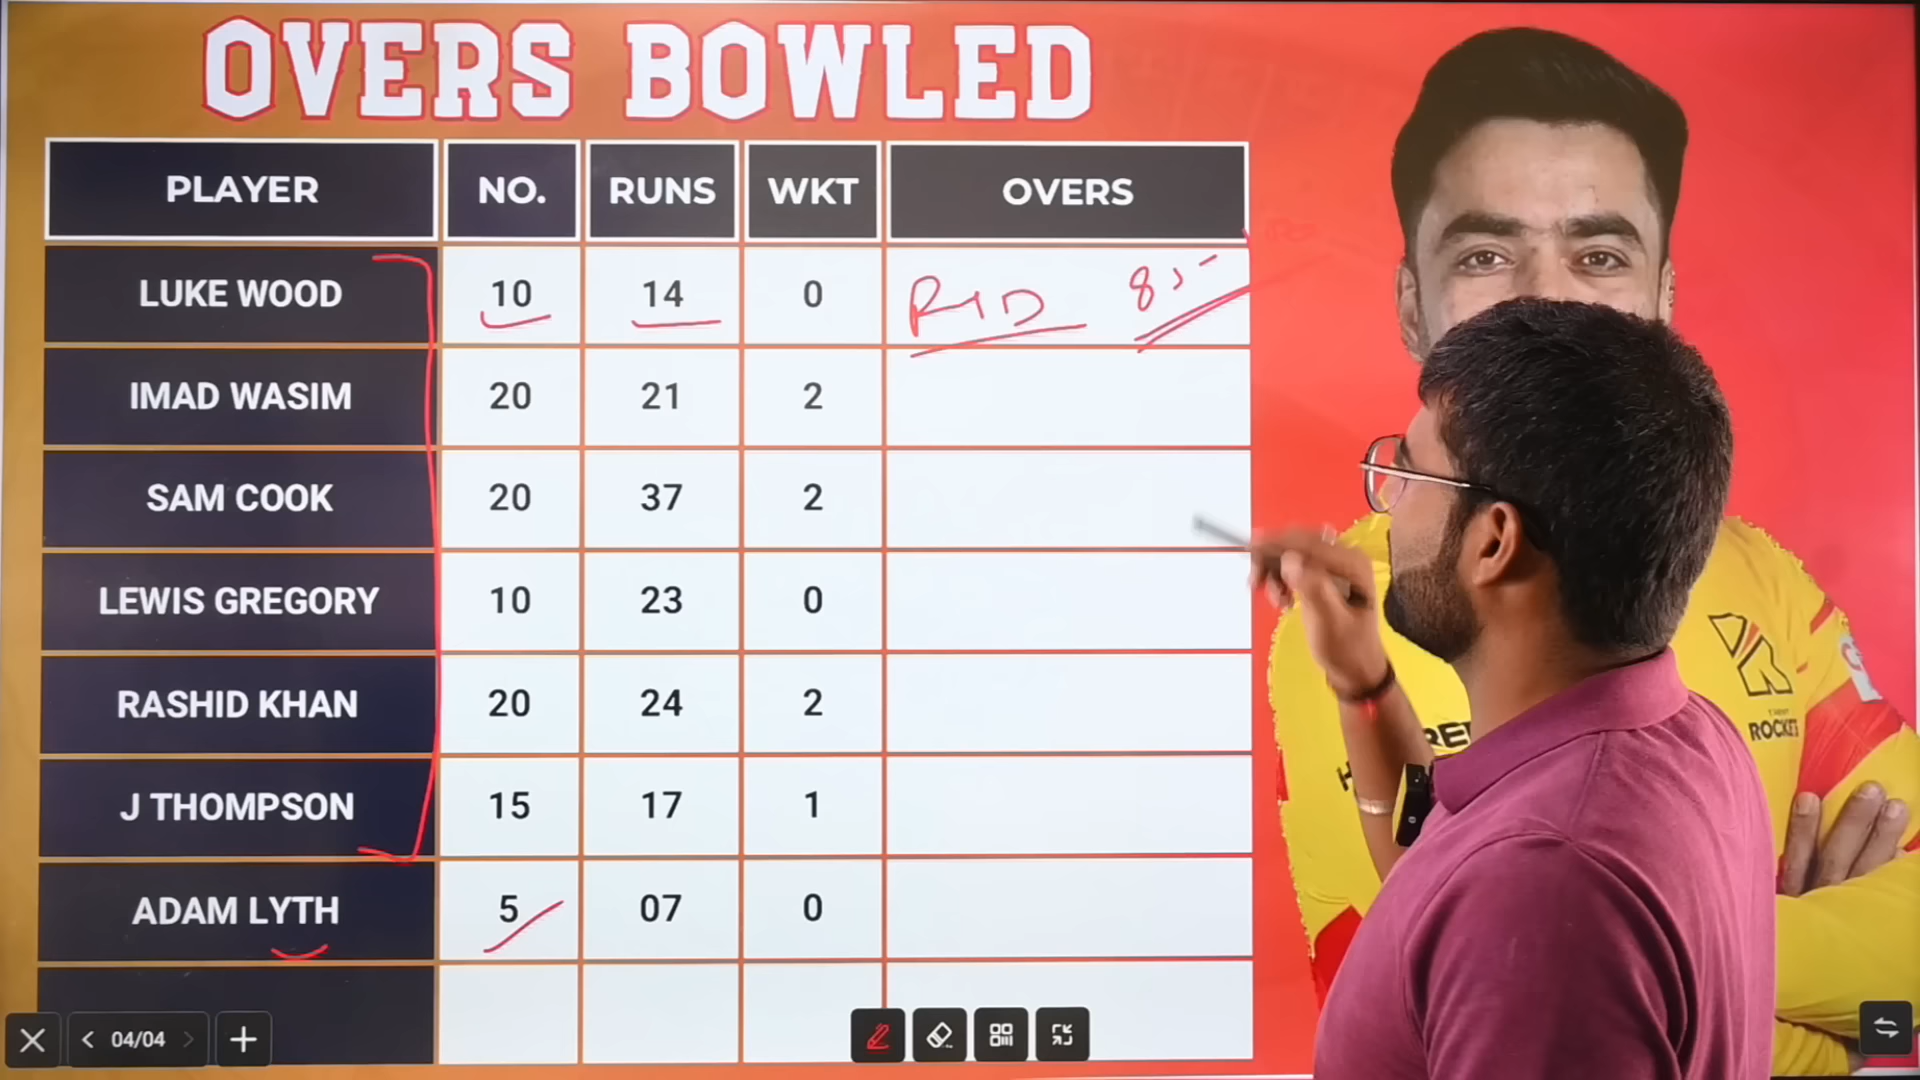 OVERS BOWLED
PLAYER NO. RUNS WKT OVERS
LUKE WOOD 10 14 0
IMAD WASIM 20 21 2
SAM COOK 20 37 2
LEWIS GREGORY 10 23 0
RASHID KHAN 20 24 2
J THOMPSON 15 17 1
ADAM LYTH 5 07 0
04/04
ROCKETS